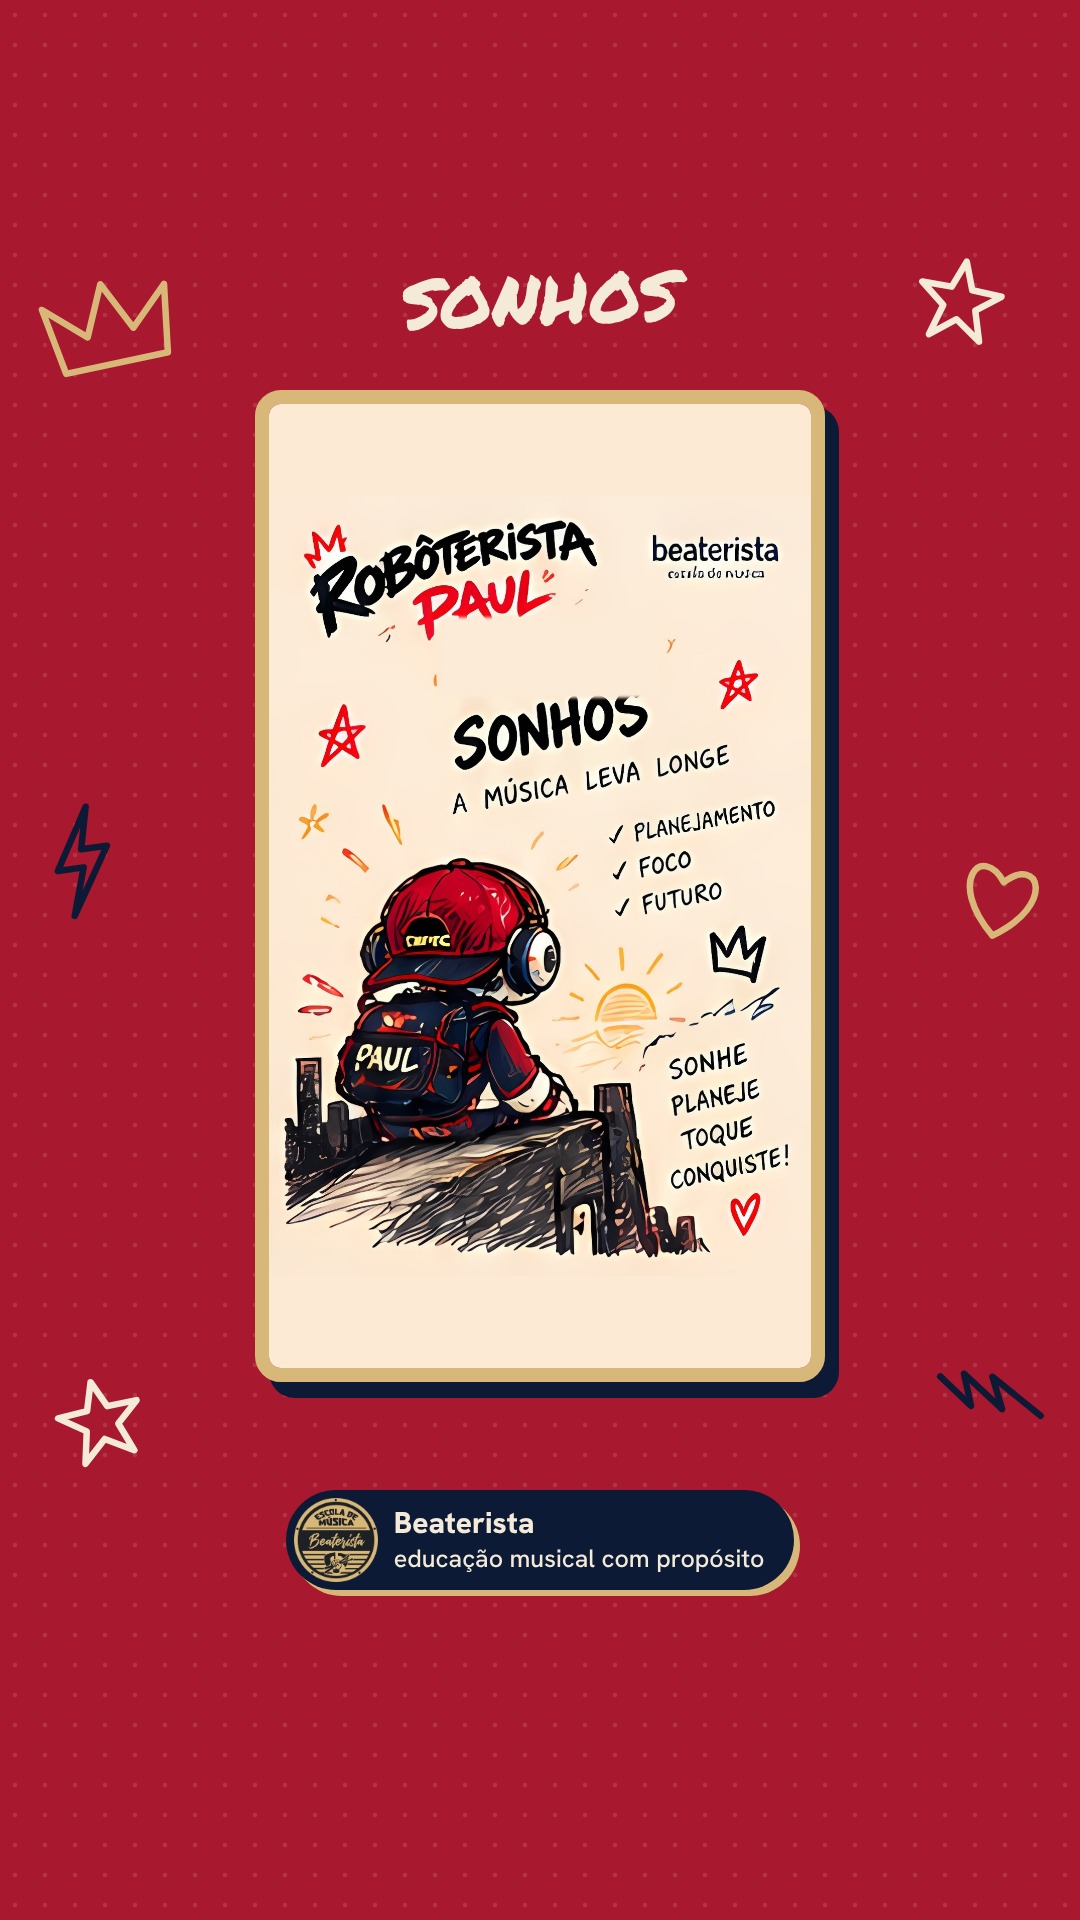 SONHOS
ROBÔTERISTA
PAUL
beaterista
SONHOS
A MÚSICA LEVA LONGE
✓ PLANEJAMENTO
✓ FOCO
✓ FUTURO
PAUL
SONHE
PLANEJE
TOQUE
CONQUISTE!
ESCOLA DE
MÚSICA
Beaterista
Beaterista
educação musical com propósito